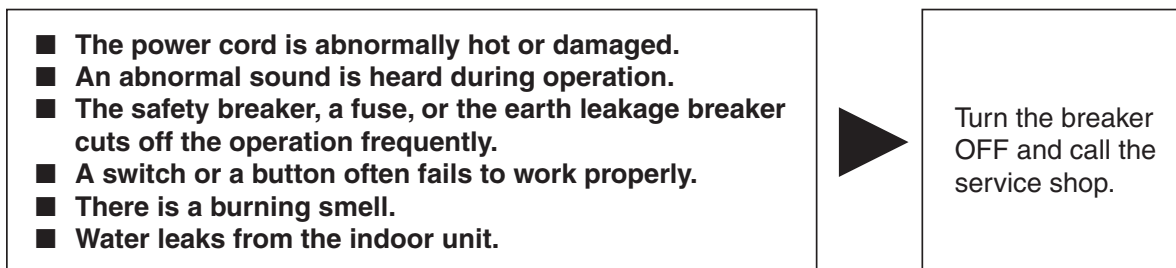 ■ The power cord is abnormally hot or damaged.
■ An abnormal sound is heard during operation.
■ The safety breaker, a fuse, or the earth leakage breaker
cuts off the operation frequently.
■ A switch or a button often fails to work properly.
■ There is a burning smell.
■ Water leaks from the indoor unit.
Turn the breaker
OFF and call the
service shop.